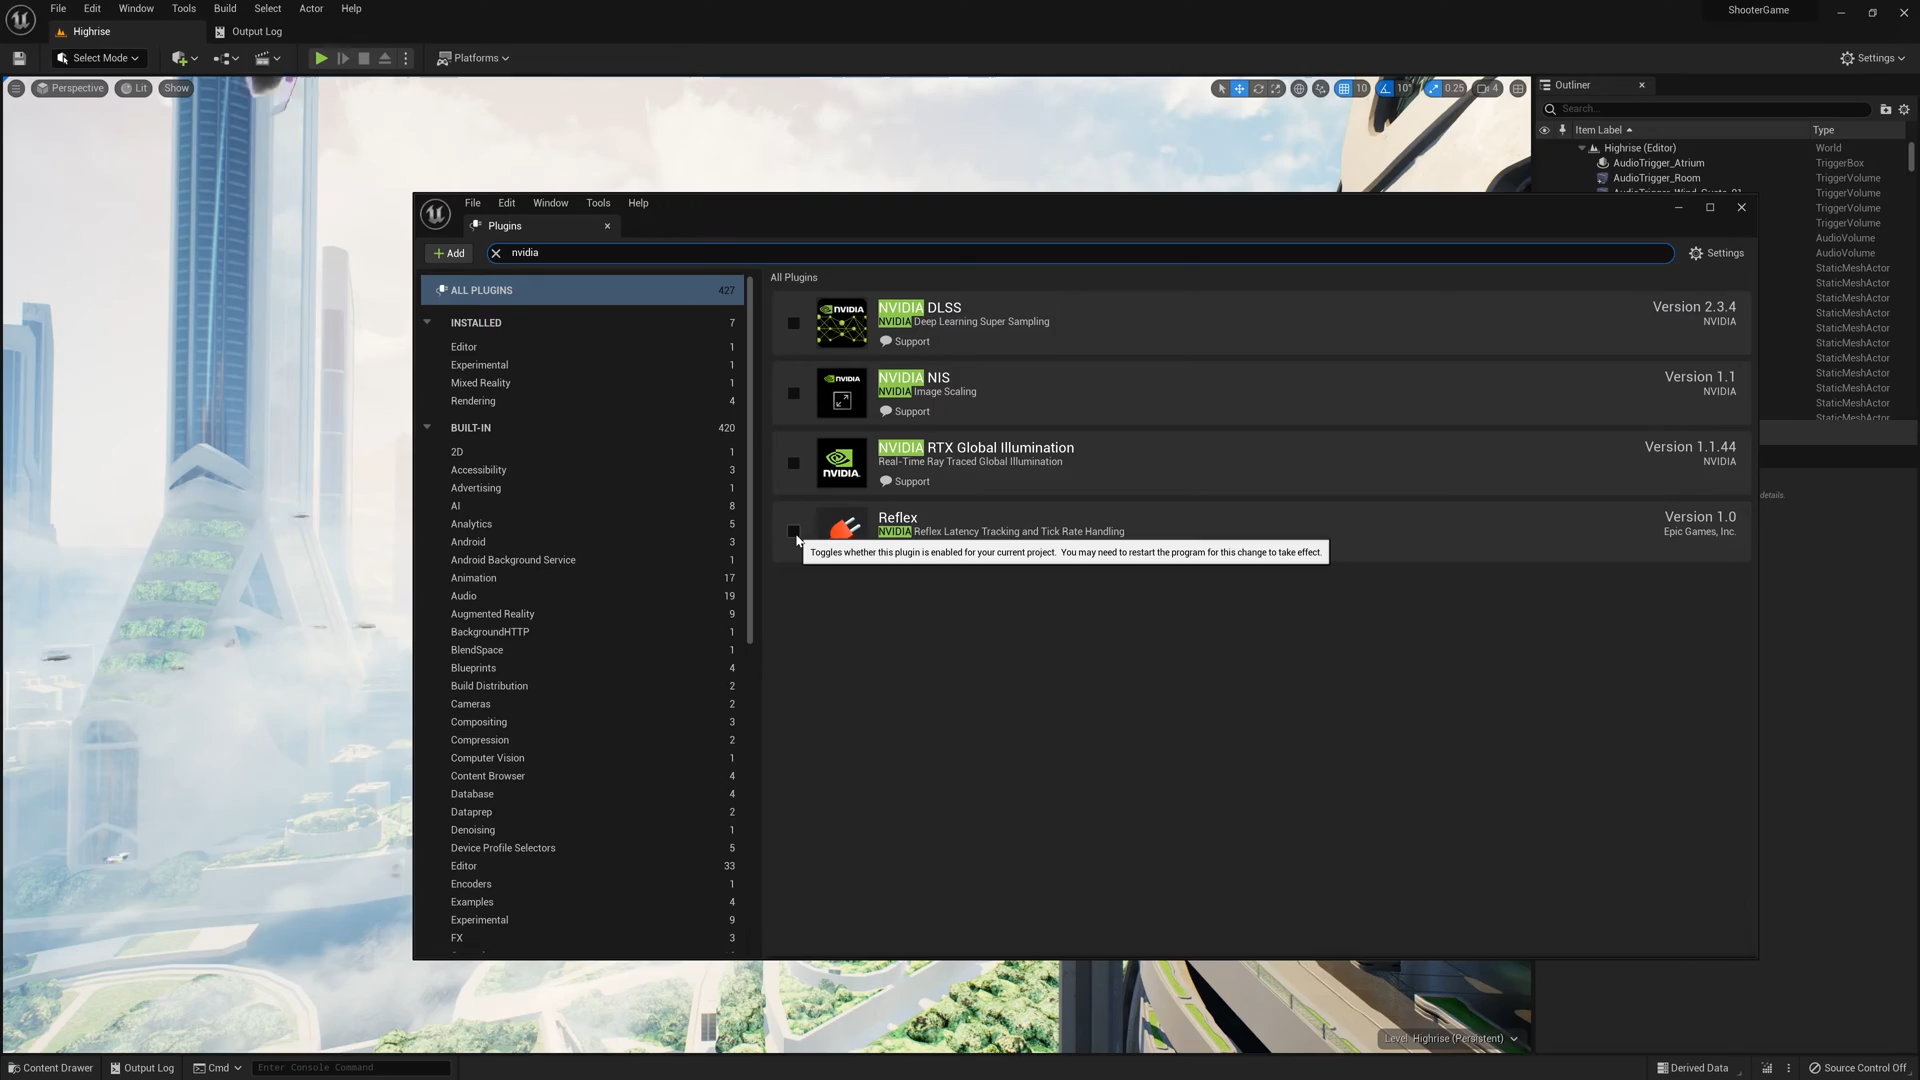 File Edit Window Tools Build Select Actor Help
ShooterGame
Highrise
Output Log
Select Mode
Platforms
Settings
Perspective
Lit
Show
10
10°
0.25
4
Outliner
Search...
Item Label
Type
Highrise (Editor)
World
AudioTrigger_Atrium
TriggerBox
AudioTrigger_Room
TriggerVolume
AudioTrigger_Wind_Gusts_01
TriggerVolume
TriggerVolume
TriggerVolume
AudioVolume
AudioVolume
StaticMeshActor
StaticMeshActor
StaticMeshActor
StaticMeshActor
StaticMeshActor
StaticMeshActor
StaticMeshActor
StaticMeshActor
StaticMeshActor
StaticMeshActor
StaticMeshActor
details.
File Edit Window Tools Help
Plugins
Add
nvidia
Settings
ALL PLUGINS 427
INSTALLED 7
Editor 1
Experimental 1
Mixed Reality 1
Rendering 4
BUILT-IN 420
2D 1
Accessibility 3
Advertising 1
AI 8
Analytics 5
Android 3
Android Background Service 1
Animation 17
Audio 19
Augmented Reality 9
BackgroundHTTP 1
BlendSpace 1
Blueprints 4
Build Distribution 2
Cameras 2
Compositing 3
Compression 2
Computer Vision 1
Content Browser 4
Database 4
Dataprep 2
Denoising 1
Device Profile Selectors 5
Editor 33
Encoders 1
Examples 4
Experimental 9
FX 3
All Plugins
NVIDIA
NVIDIA DLSS
NVIDIA Deep Learning Super Sampling
Support
Version 2.3.4
NVIDIA
NVIDIA
NVIDIA NIS
NVIDIA Image Scaling
Support
Version 1.1
NVIDIA
NVIDIA.
NVIDIA RTX Global Illumination
Real-Time Ray Traced Global Illumination
Support
Version 1.1.44
NVIDIA
Reflex
NVIDIA Reflex Latency Tracking and Tick Rate Handling
Version 1.0
Epic Games, Inc.
Toggles whether this plugin is enabled for your current project. You may need to restart the program for this change to take effect.
Level: Highrise (Persistent)
Content Drawer
Output Log
Cmd
Enter Console Command
Derived Data
Source Control Off